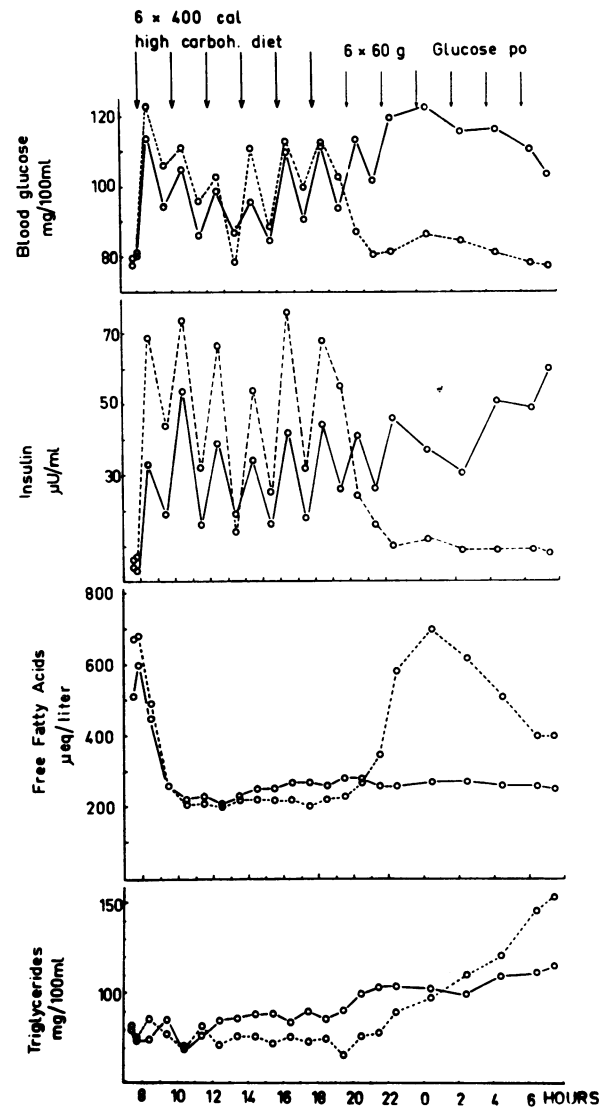 6 x 400 cal
high carboh. diet
6 x 60 g Glucose po
Blood glucose
mg/100ml
120
100
80
Insulin
µU/ml
70
50
30
Free Fatty Acids
µeq/liter
800
600
400
200
Triglycerides
mg/100ml
150
100
8 10 12 14 16 18 20 22 0 2 4 6 HOURS